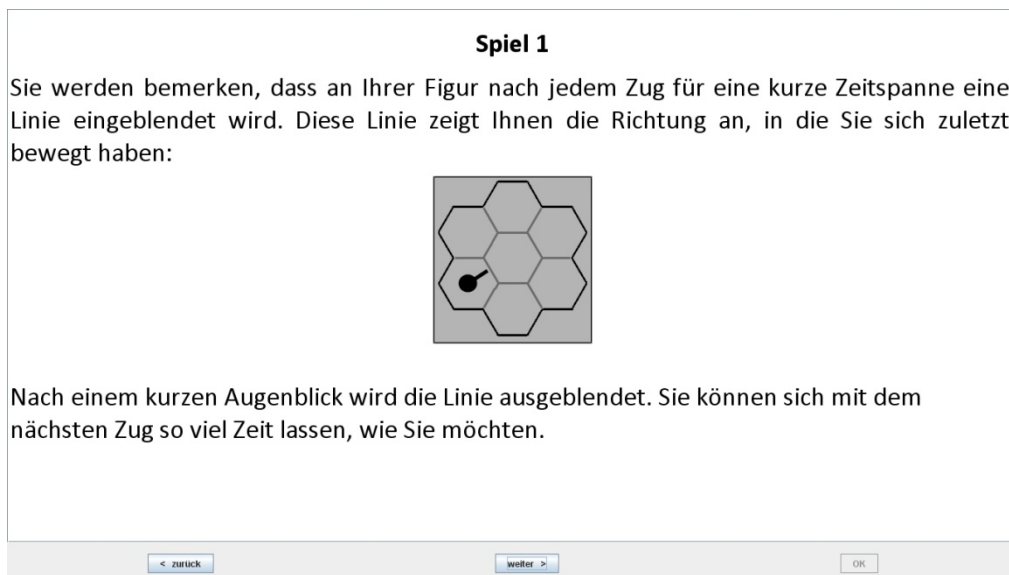 Spiel 1
Sie werden bemerken, dass an Ihrer Figur nach jedem Zug für eine kurze Zeitspanne eine
Linie eingeblendet wird. Diese Linie zeigt Ihnen die Richtung an, in die Sie sich zuletzt
bewegt haben:
Nach einem kurzen Augenblick wird die Linie ausgeblendet. Sie können sich mit dem
nächsten Zug so viel Zeit lassen, wie Sie möchten.
< zurück weiter > OK